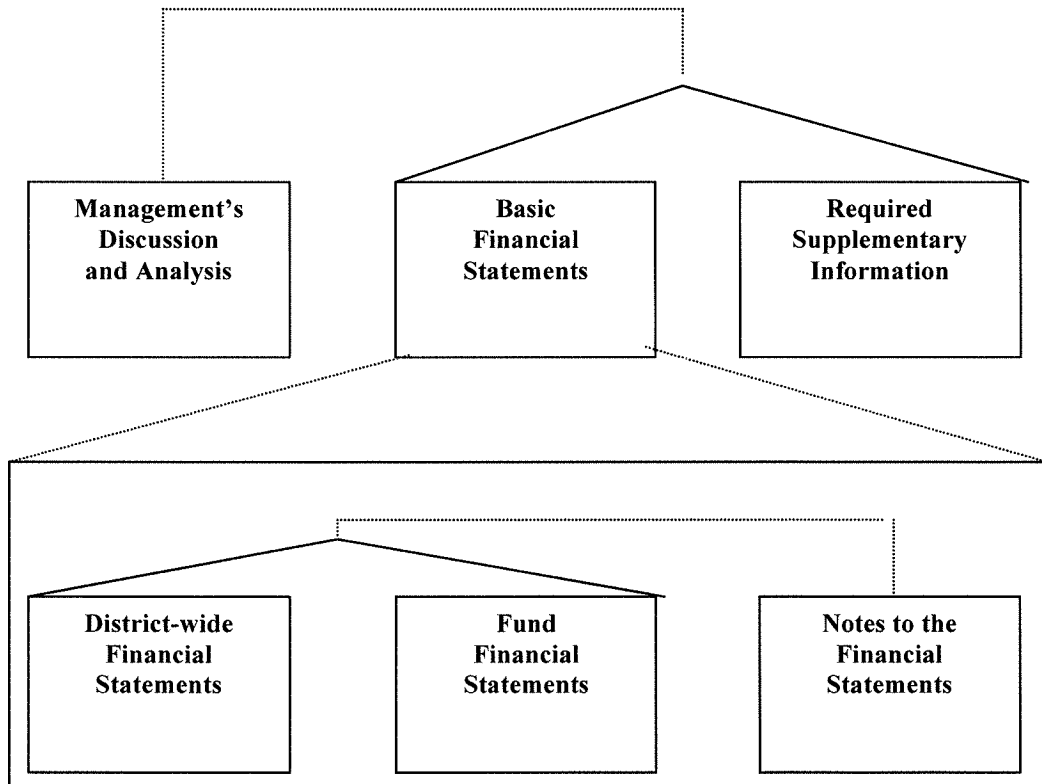 Management’s
Discussion
and Analysis
Basic
Financial
Statements
Required
Supplementary
Information
District-wide
Financial
Statements
Fund
Financial
Statements
Notes to the
Financial
Statements